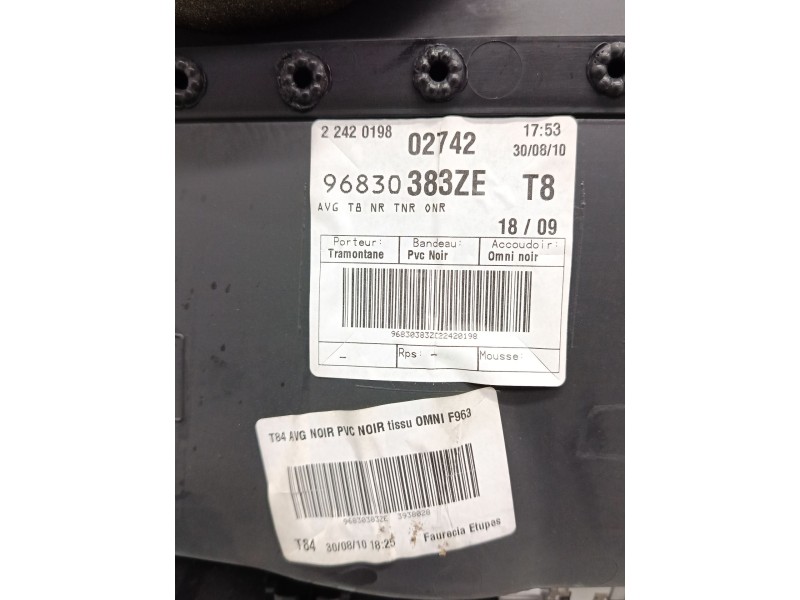 2 242 0198 02742 17:53
30/08/10
96830 383ZE T8
AVG T8 NR TNR ONR
18 / 09
Porteur: Bandeau: Accoudoir:
Tramontane Pvc Noir Omni noir
96830383ZE22420198
- Rps: - Mousse:
T84 AVG NOIR PVC NOIR tissu OMNI F963
96830383ZE 3938028
T84 30/08/10 18:25 Faurecia Etupes